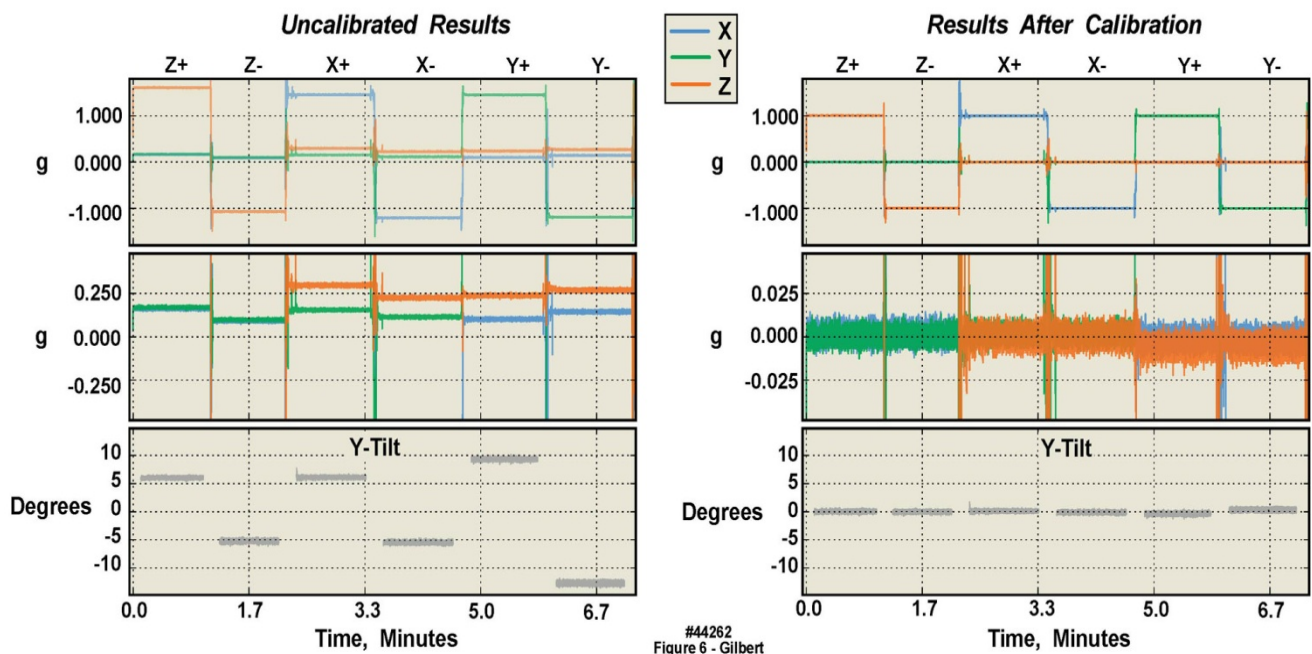 Uncalibrated Results
Z+ Z- X+ X- Y+ Y-
1.000
g 0.000
-1.000
0.250
g 0.000
-0.250
Y-Tilt
10
5
Degrees 0
-5
-10
0.0 1.7 3.3 5.0 6.7
Time, Minutes
X
Y
Z
Results After Calibration
Z+ Z- X+ X- Y+ Y-
1.000
g 0.000
-1.000
0.025
g 0.000
-0.025
Y-Tilt
10
5
Degrees 0
-5
-10
0.0 1.7 3.3 5.0 6.7
Time, Minutes
#44262
Figure 6 - Gilbert